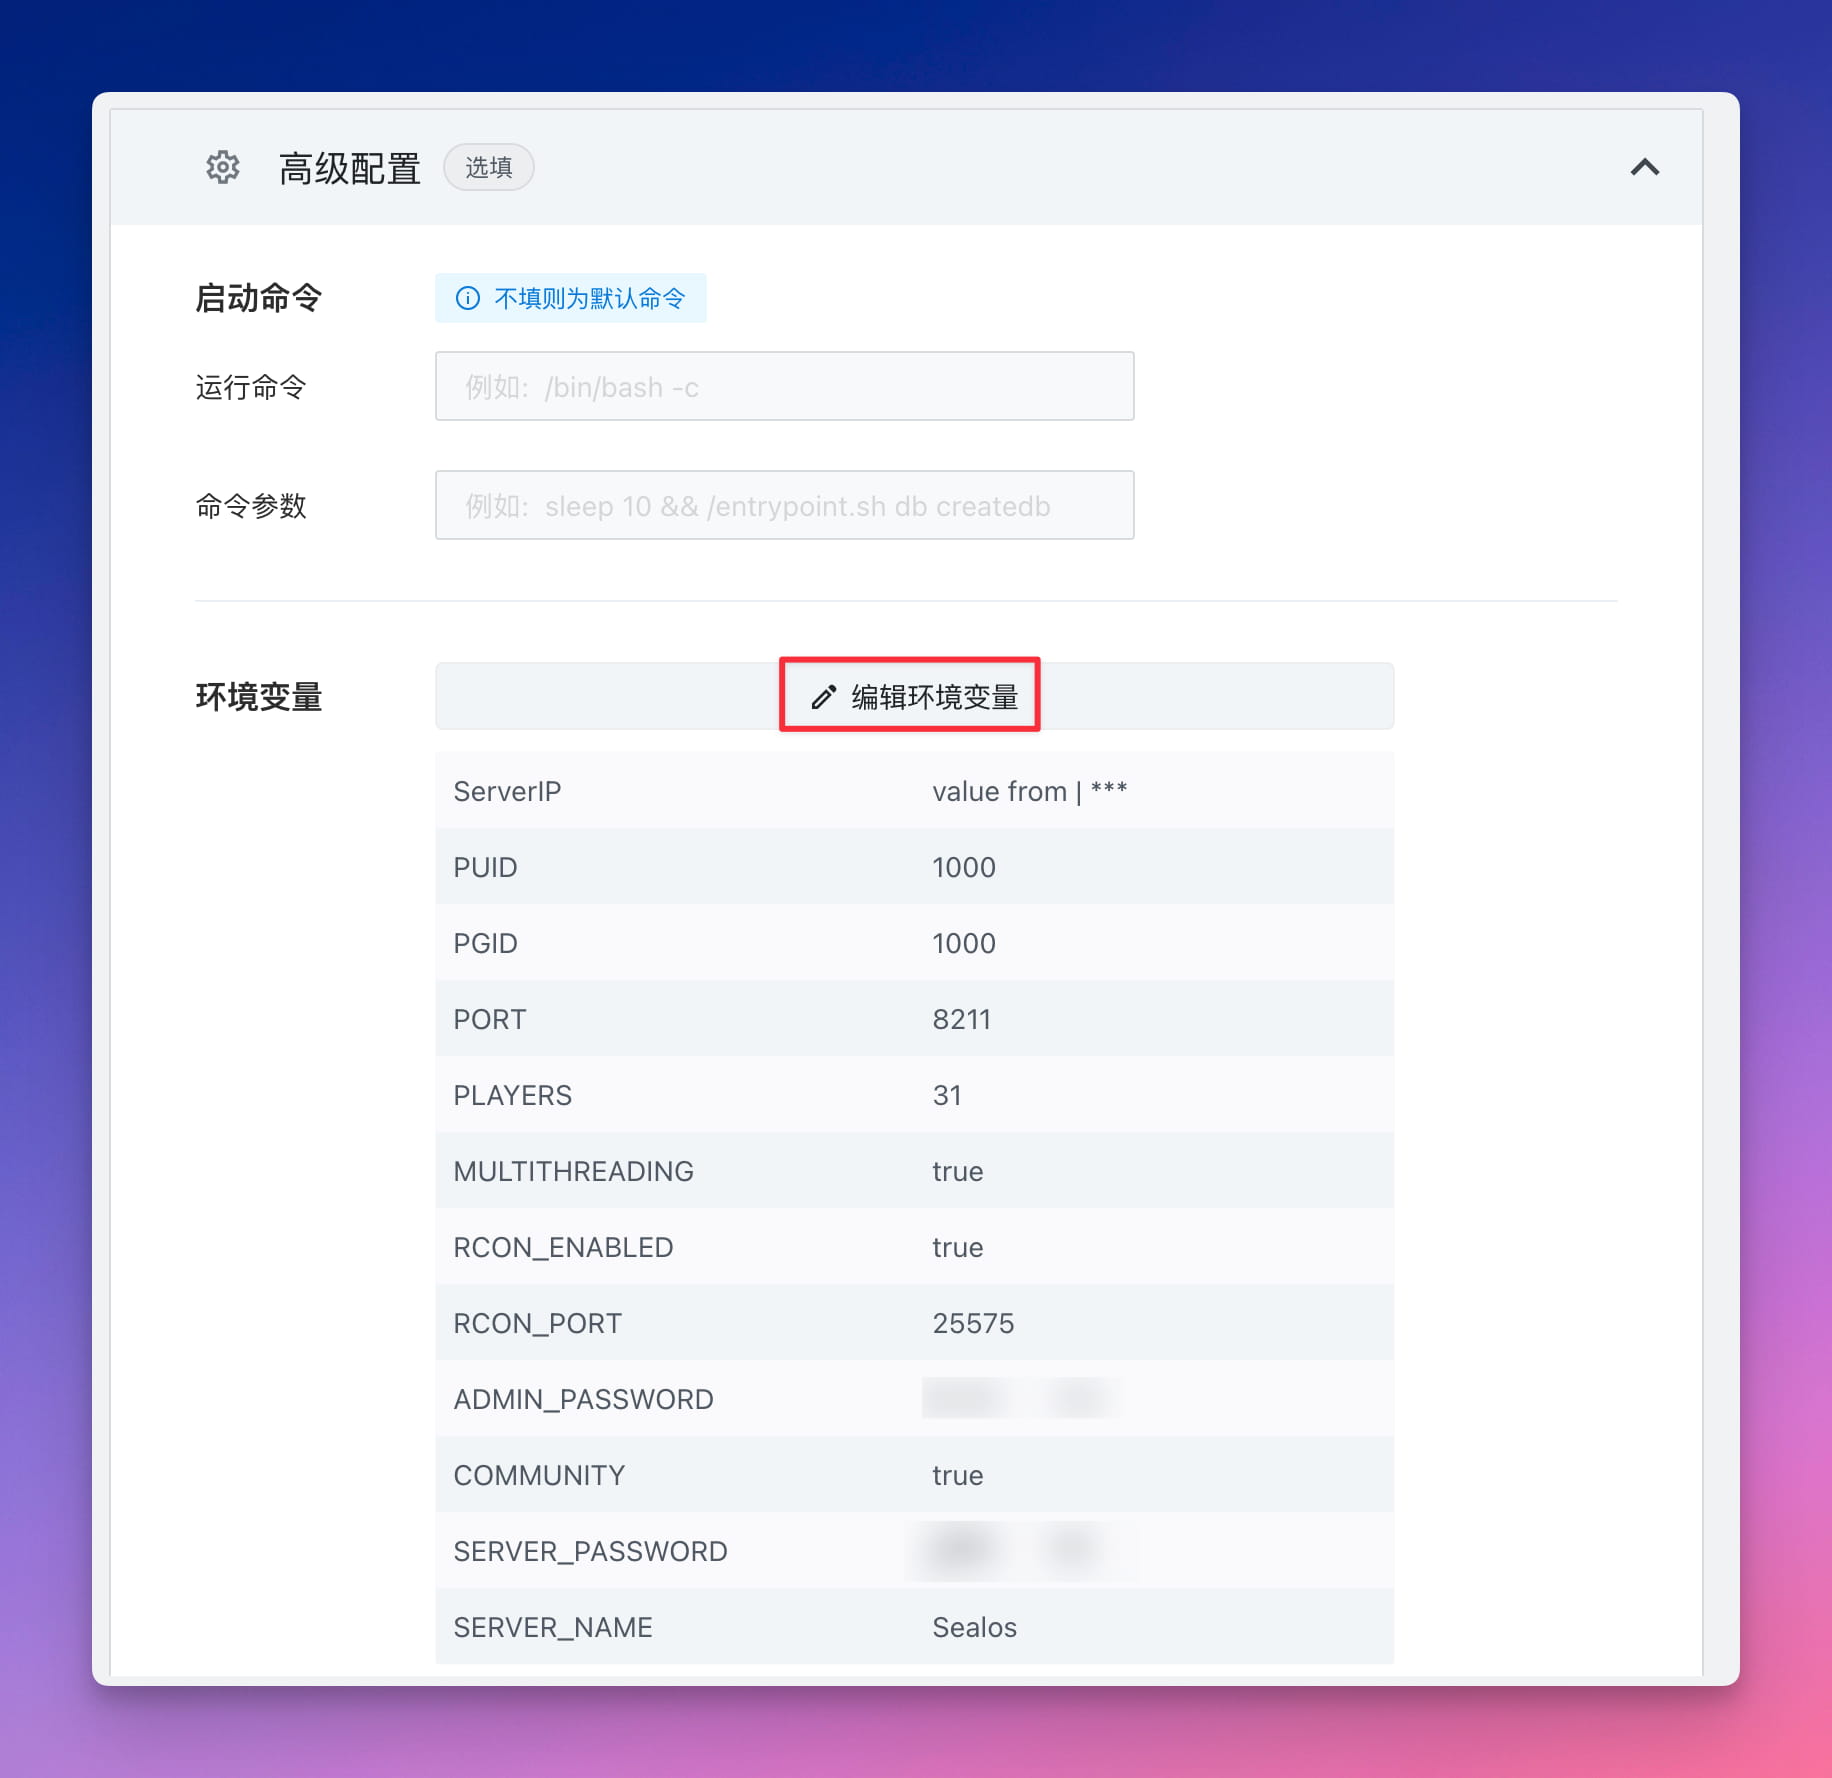 高级配置 选填
启动命令 不填则为默认命令
运行命令 例如: /bin/bash -c
命令参数 例如: sleep 10 && /entrypoint.sh db createdb
环境变量 编辑环境变量
ServerIP value from | ***
PUID 1000
PGID 1000
PORT 8211
PLAYERS 31
MULTITHREADING true
RCON_ENABLED true
RCON_PORT 25575
ADMIN_PASSWORD
COMMUNITY true
SERVER_PASSWORD
SERVER_NAME Sealos